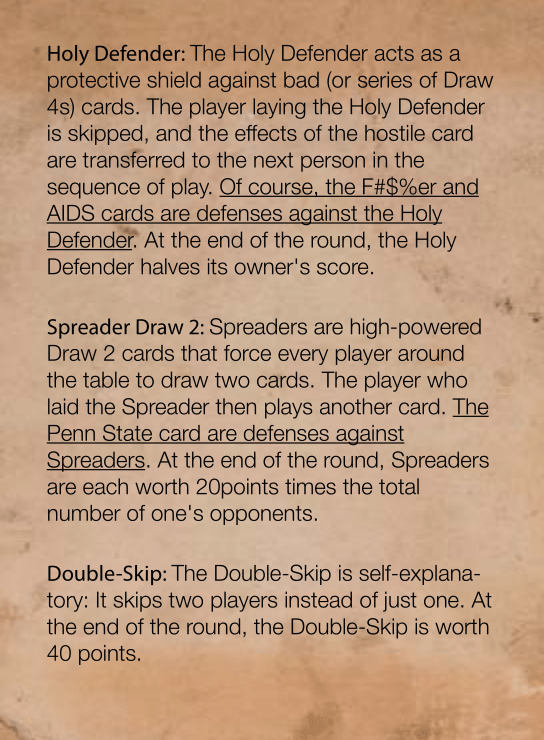 Holy Defender: The Holy Defender acts as a
protective shield against bad (or series of Draw
4s) cards. The player laying the Holy Defender
is skipped, and the effects of the hostile card
are transferred to the next person in the
sequence of play. Of course, the F#$%er and
AIDS cards are defenses against the Holy
Defender. At the end of the round, the Holy
Defender halves its owner's score.

Spreader Draw 2: Spreaders are high-powered
Draw 2 cards that force every player around
the table to draw two cards. The player who
laid the Spreader then plays another card. The
Penn State card are defenses against
Spreaders. At the end of the round, Spreaders
are each worth 20points times the total
number of one's opponents.

Double-Skip: The Double-Skip is self-explana-
tory: It skips two players instead of just one. At
the end of the round, the Double-Skip is worth
40 points.